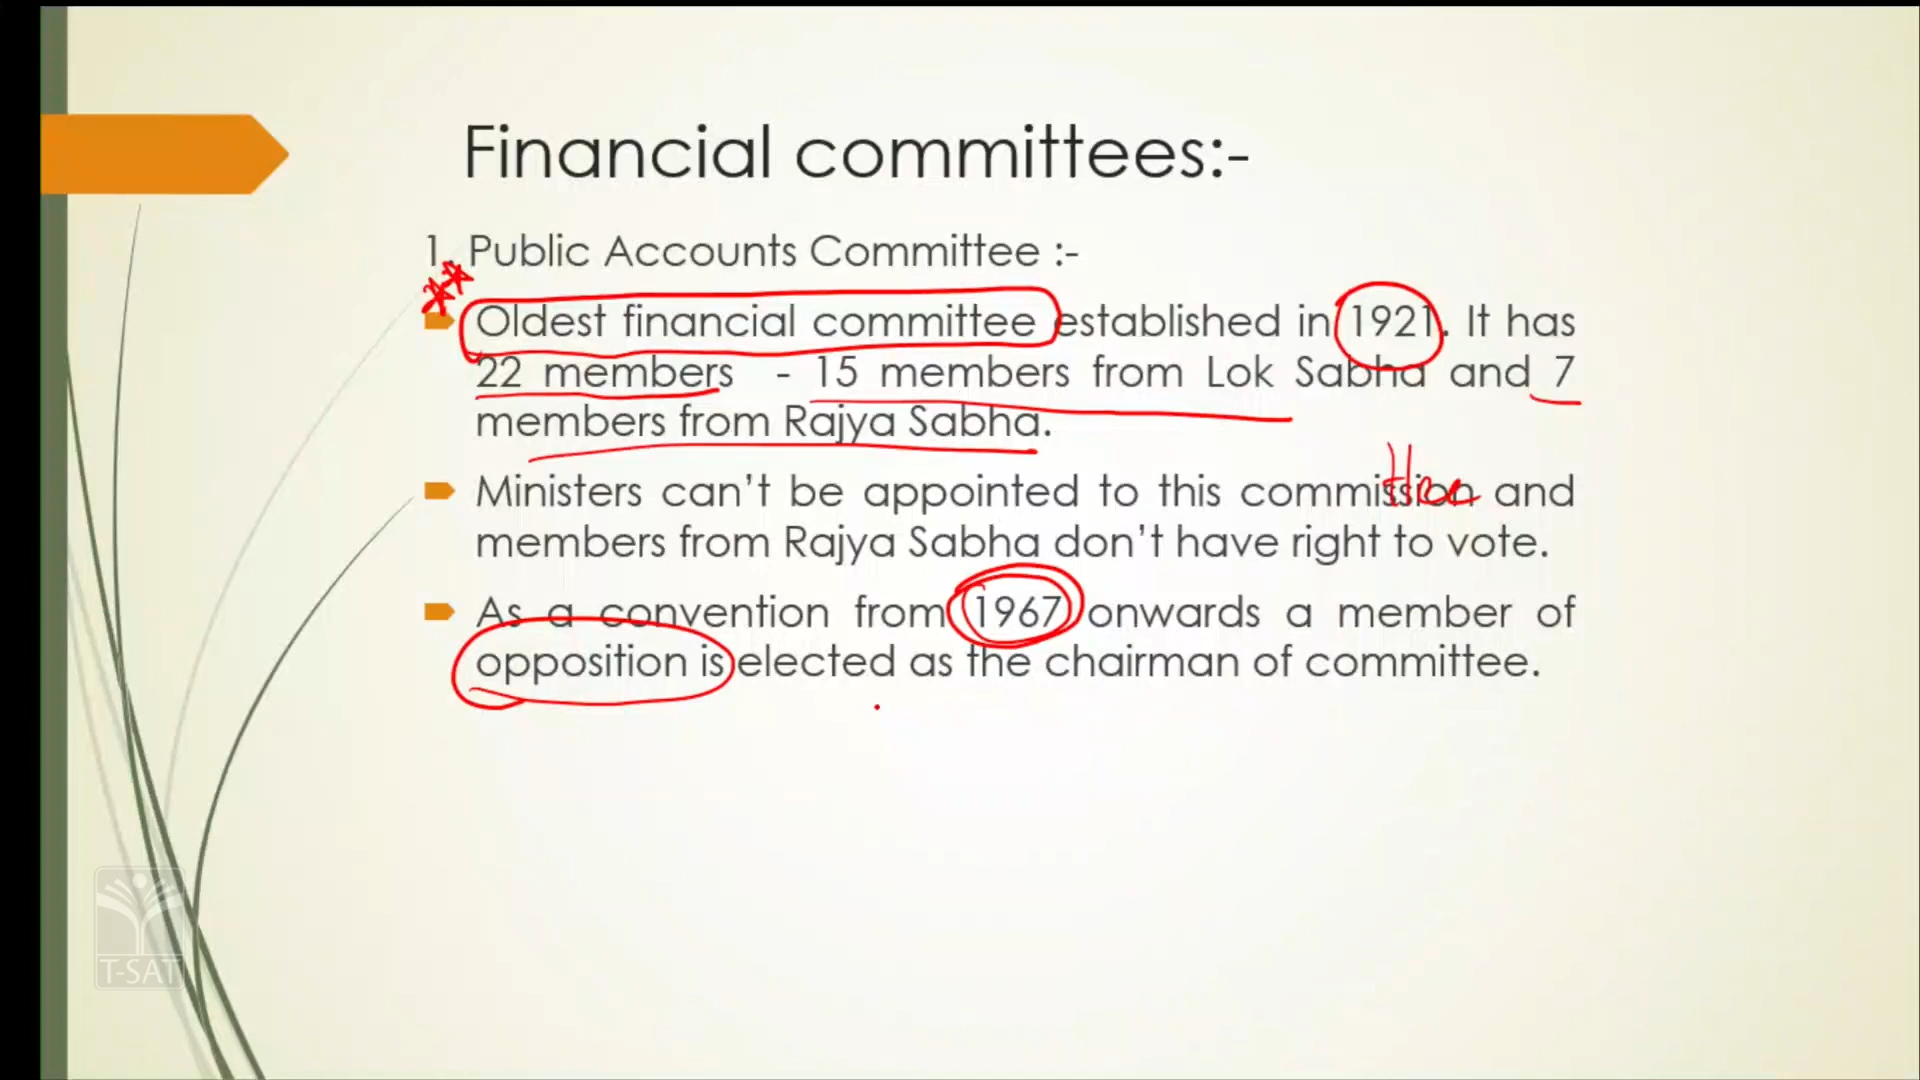 Financial committees:-
1. Public Accounts Committee :-
Oldest financial committee established in 1921. It has
22 members - 15 members from Lok Sabha and 7
members from Rajya Sabha.
ttee
Ministers can't be appointed to this commission and
members from Rajya Sabha don't have right to vote.
As a convention from 1967 onwards a member of
opposition is elected as the chairman of committee.
T-SAT